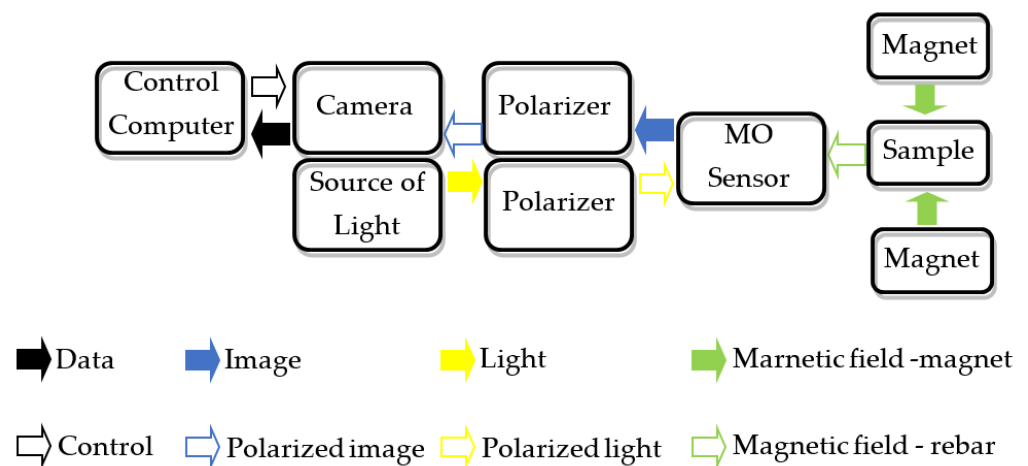 Magnet
Control
Computer
Camera
Polarizer
MO
Sensor
Sample
Source of
Light
Polarizer
Magnet
Data
Image
Light
Marnetic field -magnet
Control
Polarized image
Polarized light
Magnetic field - rebar